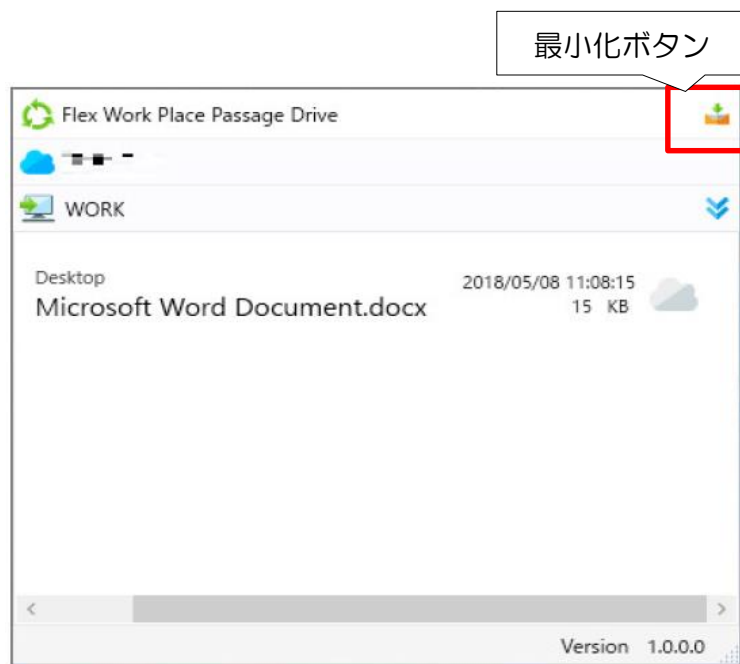 最小化ボタン
Flex Work Place Passage Drive
WORK
Desktop
2018/05/08 11:08:15
Microsoft Word Document.docx
15 KB
Version 1.0.0.0